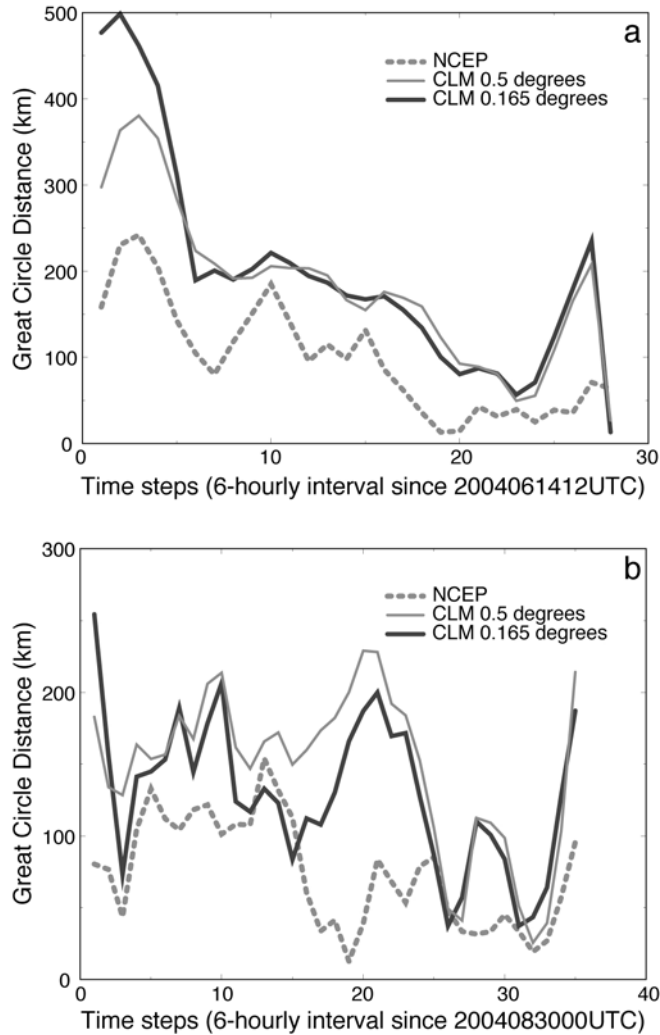 a
500
400
300
200
100
0
Great Circle Distance (km)
NCEP
CLM 0.5 degrees
CLM 0.165 degrees
0 10 20 30
Time steps (6-hourly interval since 2004061412UTC)
b
300
200
100
0
Great Circle Distance (km)
NCEP
CLM 0.5 degrees
CLM 0.165 degrees
0 10 20 30 40
Time steps (6-hourly interval since 2004083000UTC)